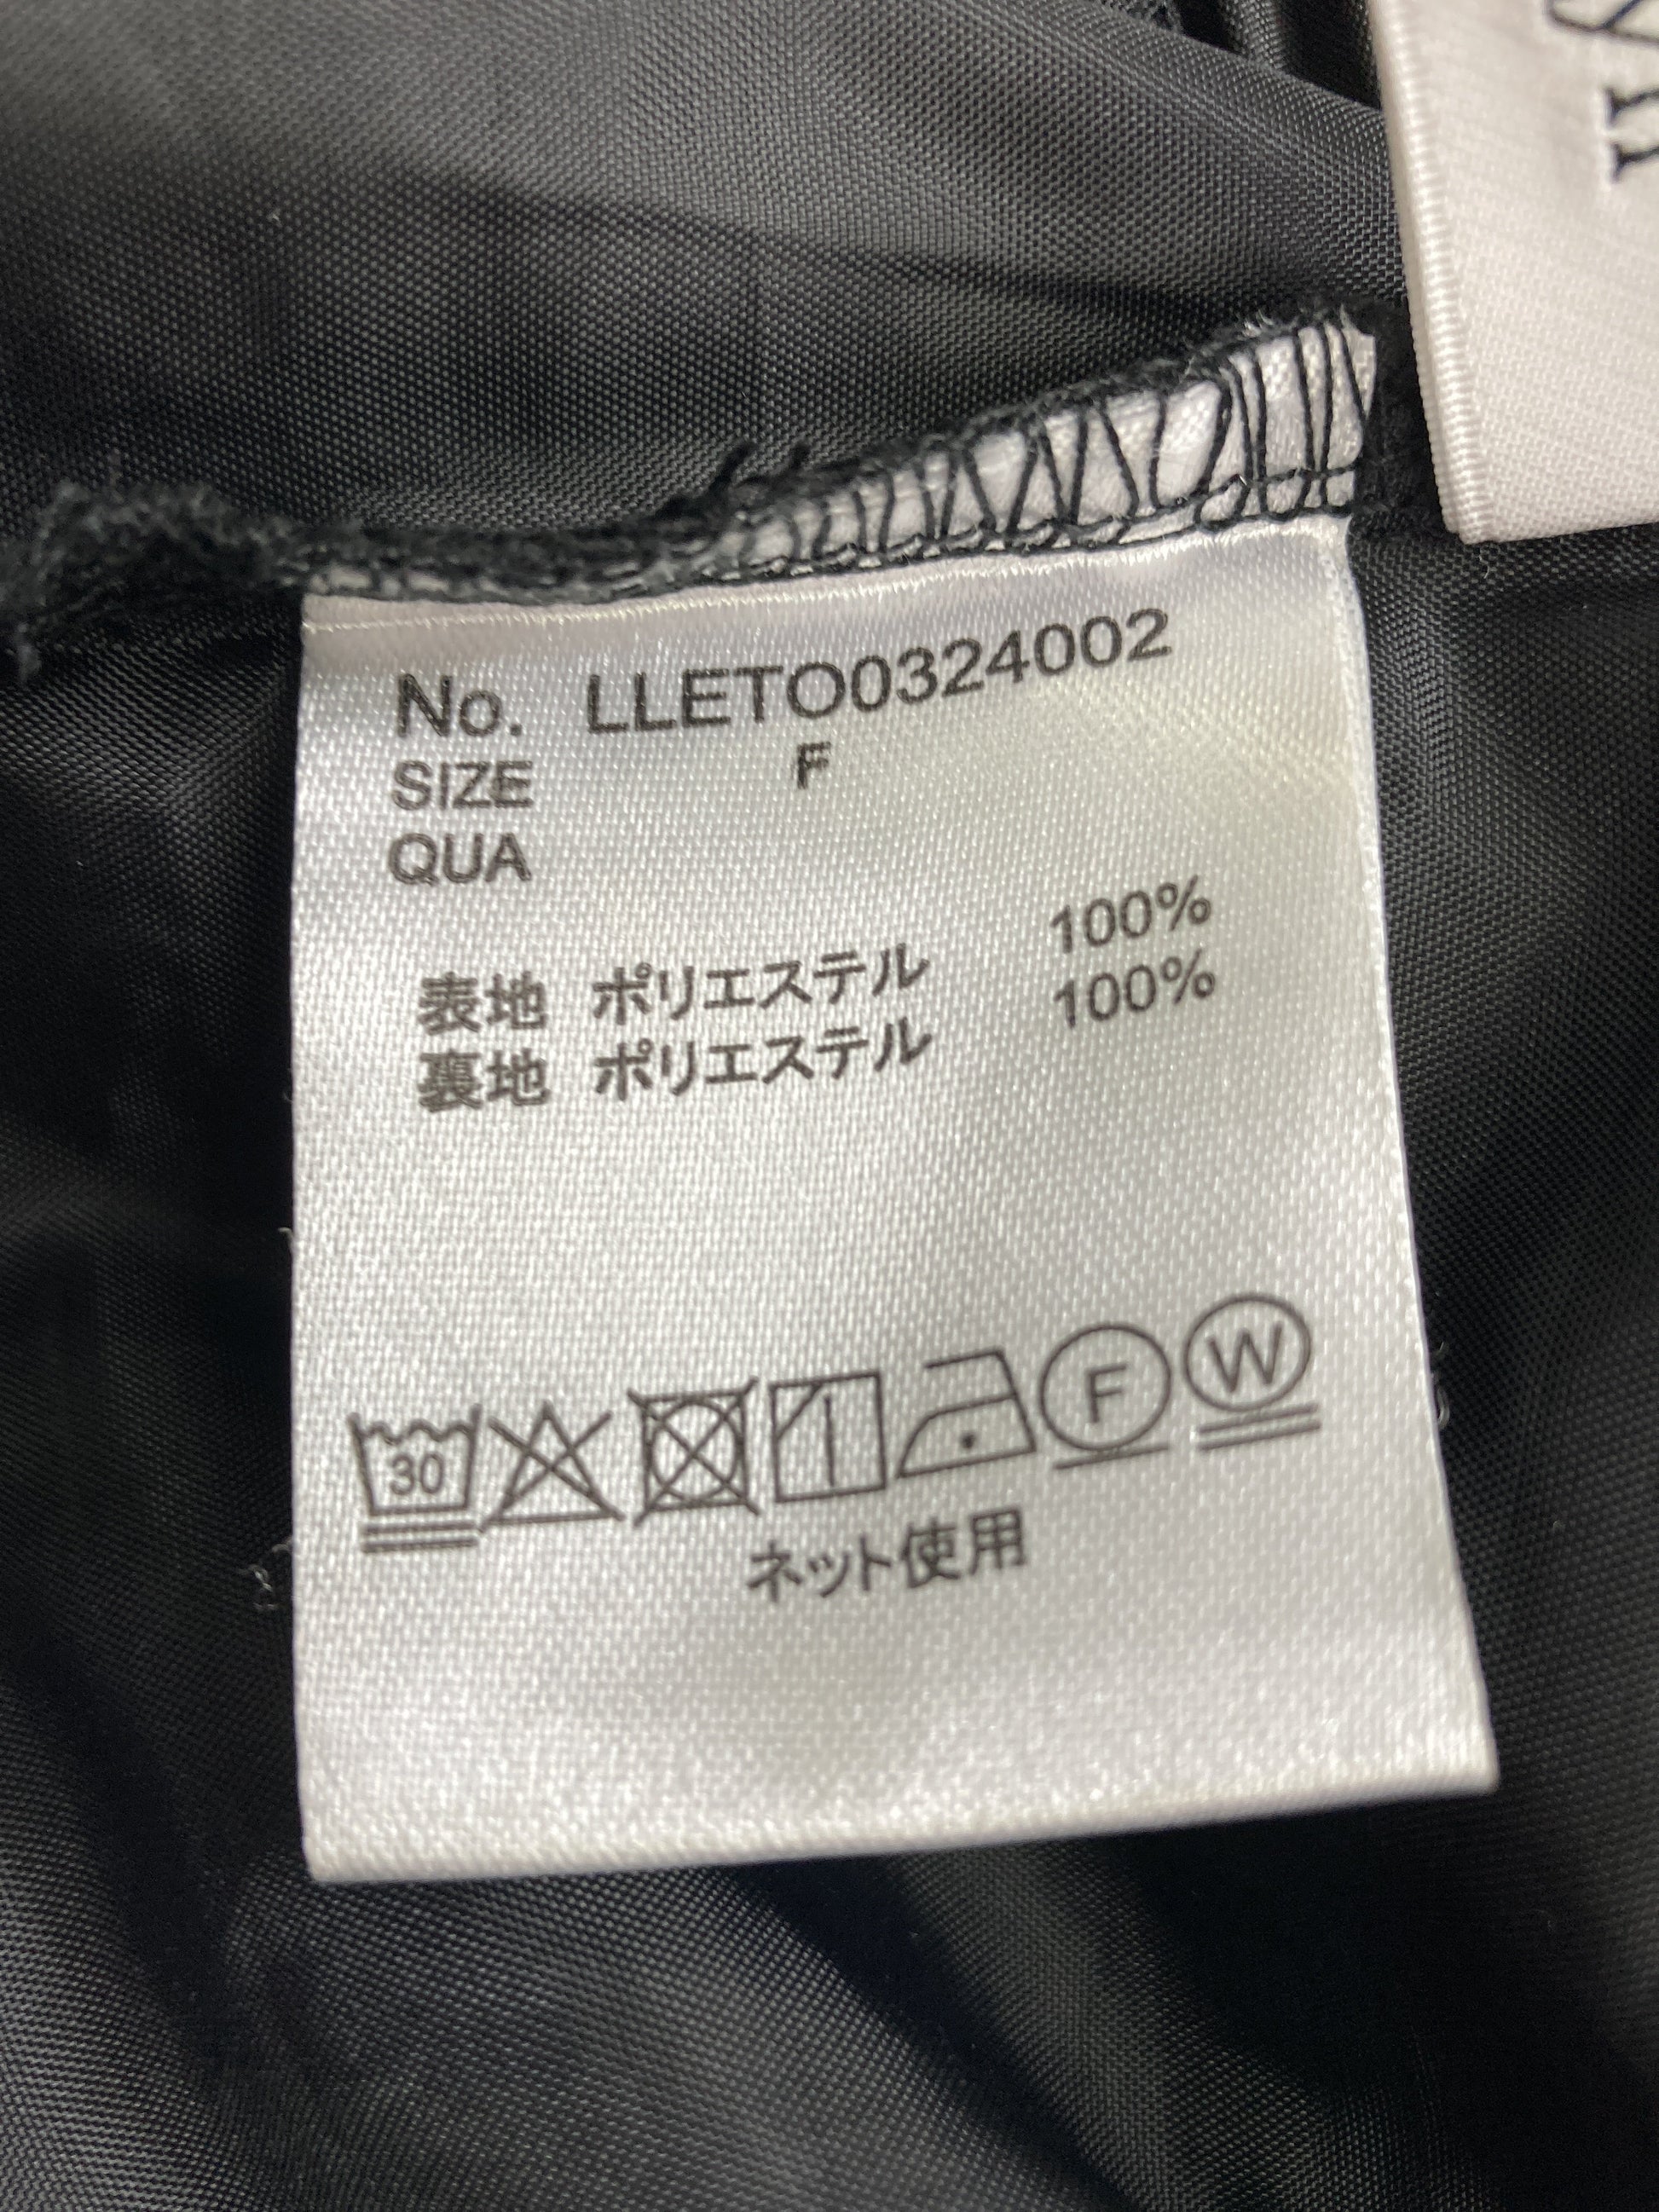 No. LLETO0324002
SIZE F
QUA
表地 ポリエステル 100%
裏地 ポリエステル 100%
30 F W
ネット使用